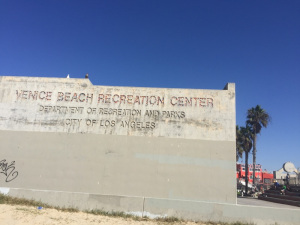 VENICE BEACH RECREATION CENTER
DEPARTMENT OF RECREATION AND PARKS
CITY OF LOS ANGELES